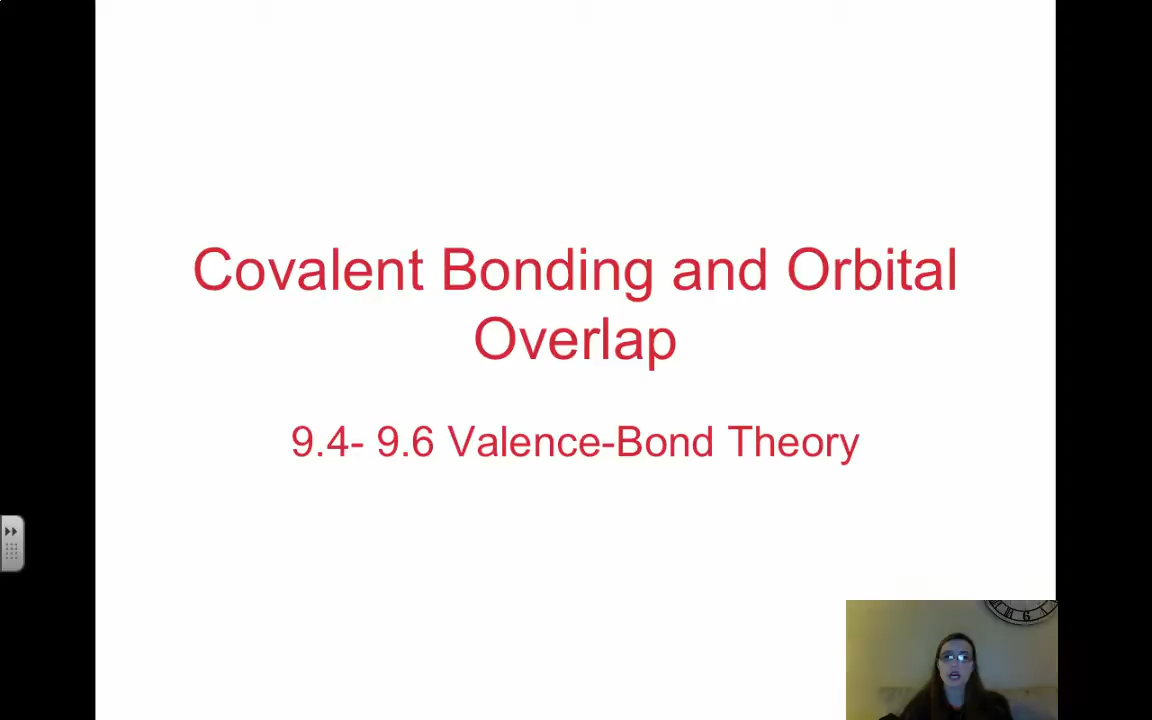 Covalent Bonding and Orbital
Overlap
9.4- 9.6 Valence-Bond Theory